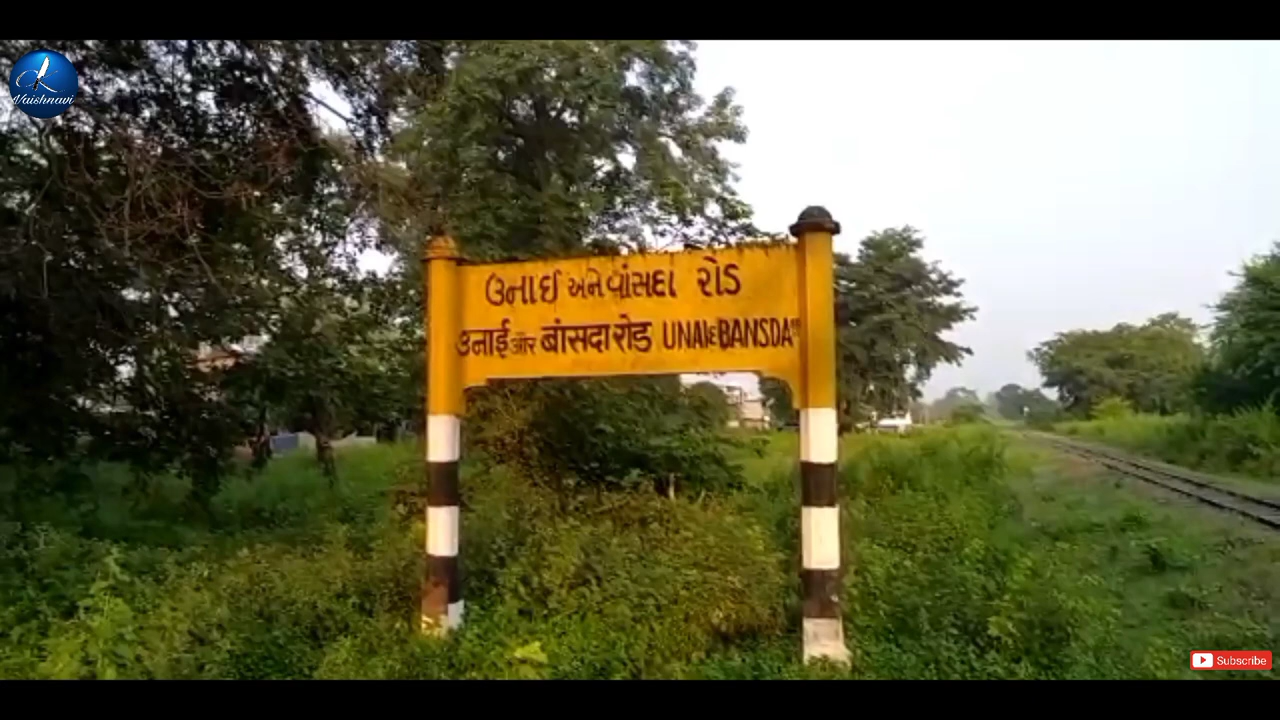 Vaishnavi
ઉનાઈ અને વાંસદા રોડ
उनाई और बांसदा रोड UNAI & BANSDA RD
Subscribe